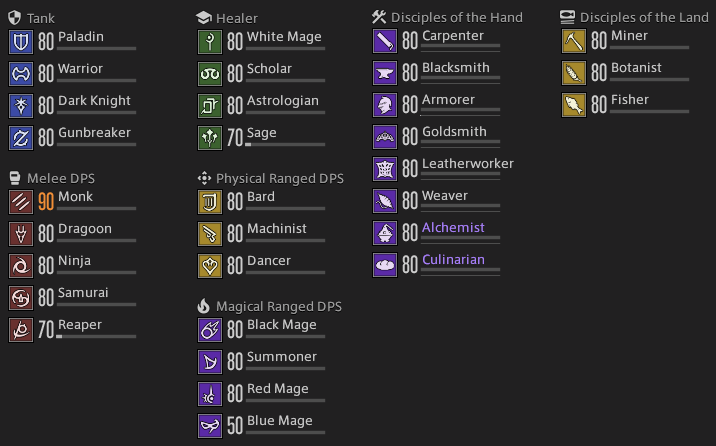 Tank
80 Paladin
80 Warrior
80 Dark Knight
80 Gunbreaker
Melee DPS
90 Monk
80 Dragoon
80 Ninja
80 Samurai
70 Reaper
Healer
80 White Mage
80 Scholar
80 Astrologian
70 Sage
Physical Ranged DPS
80 Bard
80 Machinist
80 Dancer
Magical Ranged DPS
80 Black Mage
80 Summoner
80 Red Mage
50 Blue Mage
Disciples of the Hand
80 Carpenter
80 Blacksmith
80 Armorer
80 Goldsmith
80 Leatherworker
80 Weaver
80 Alchemist
80 Culinarian
Disciples of the Land
80 Miner
80 Botanist
80 Fisher